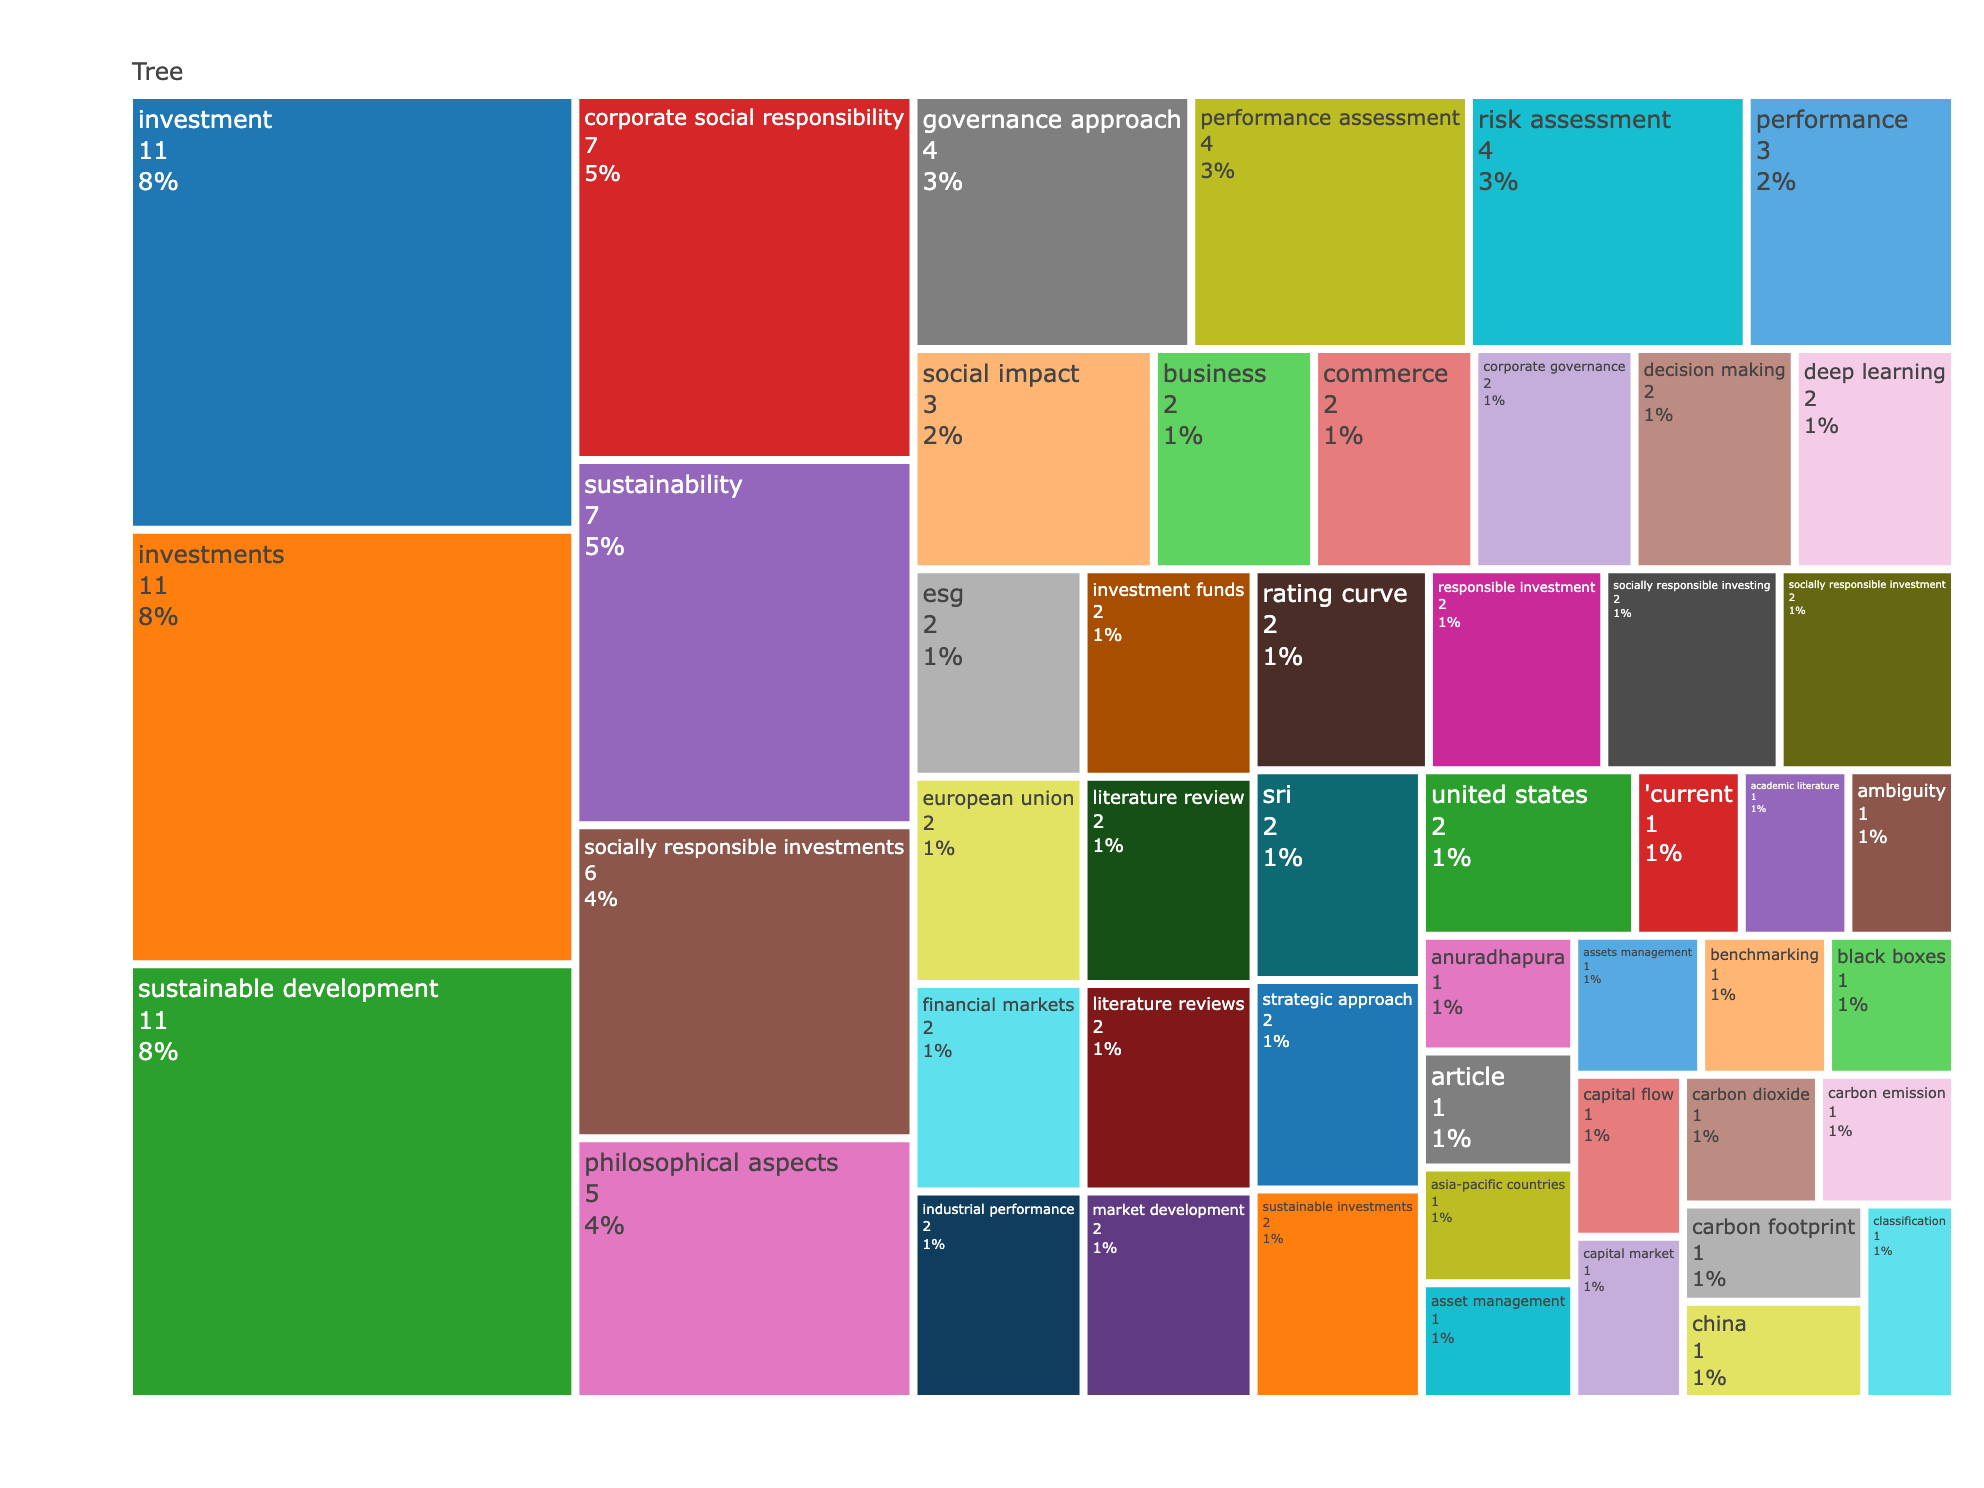 Tree
investment
11
8%
investments
11
8%
sustainable development
11
8%
corporate social responsibility
7
5%
sustainability
7
5%
socially responsible investments
6
4%
philosophical aspects
5
4%
governance approach
4
3%
performance assessment
4
3%
risk assessment
4
3%
performance
3
2%
social impact
3
2%
business
2
1%
commerce
2
1%
corporate governance
2
1%
decision making
2
1%
deep learning
2
1%
esg
2
1%
investment funds
2
1%
european union
2
1%
literature review
2
1%
financial markets
2
1%
literature reviews
2
1%
industrial performance
2
1%
market development
2
1%
rating curve
2
1%
responsible investment
2
1%
socially responsible investing
2
1%
socially responsible investment
2
1%
sri
2
1%
strategic approach
2
1%
sustainable investments
2
1%
united states
2
1%
'current
1
1%
academic literature
1
1%
ambiguity
1
1%
anuradhapura
1
1%
article
1
1%
asia-pacific countries
1
1%
asset management
1
1%
assets management
1
1%
benchmarking
1
1%
black boxes
1
1%
capital flow
1
1%
capital market
1
1%
carbon dioxide
1
1%
carbon emission
1
1%
carbon footprint
1
1%
china
1
1%
classification
1
1%